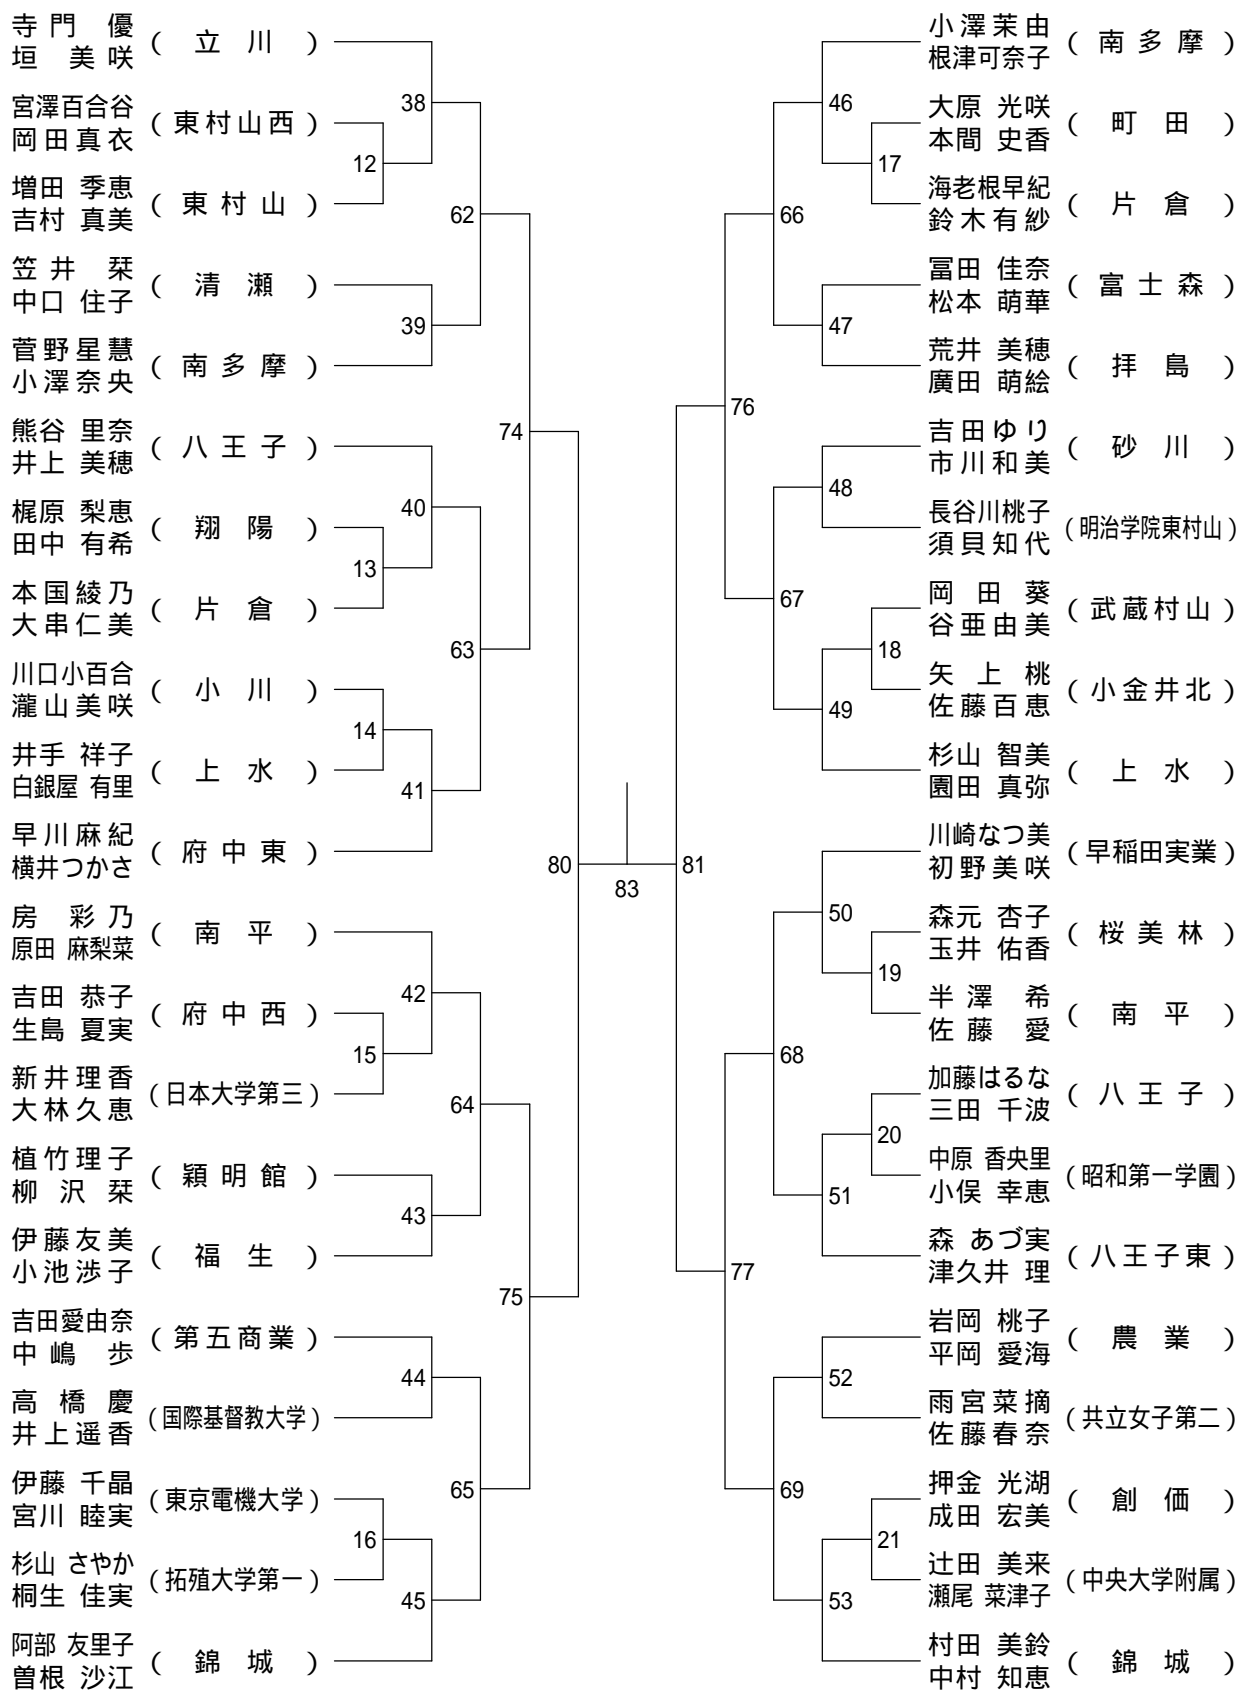 寺門 優
垣 美咲
( 立 川 )
宮澤百合谷
岡田真衣
( 東村山西 )
増田 季恵
吉村 真美
( 東 村 山 )
笠井 栞
中口 住子
( 清 瀬 )
菅野星慧
小澤奈央
( 南 多 摩 )
熊谷 里奈
井上 美穂
( 八 王 子 )
梶原 梨恵
田中 有希
( 翔 陽 )
本国綾乃
大串仁美
( 片 倉 )
川口小百合
瀧山美咲
( 小 川 )
井手 祥子
白銀屋 有里
( 上 水 )
早川麻紀
横井つかさ
( 府 中 東 )
房 彩乃
原田 麻梨菜
( 南 平 )
吉田 恭子
生島 夏実
( 府 中 西 )
新井理香
大林久恵
(日本大学第三)
植竹理子
柳沢栞
( 穎 明 館 )
伊藤友美
小池渉子
( 福 生 )
吉田愛由奈
中嶋 歩
( 第五商業 )
高橋慶
井上遥香
(国際基督教大学)
伊藤 千晶
宮川 睦実
(東京電機大学)
杉山 さやか
桐生 佳実
(拓殖大学第一)
阿部 友里子
曽根 沙江
( 錦 城 )
12
13
14
15
16
38
39
40
41
42
43
44
45
62
63
64
65
74
75
80
83
81
76
77
66
67
68
69
46
47
48
49
50
51
52
53
17
18
19
20
21
小澤茉由
根津可奈子
( 南 多 摩 )
大原 光咲
本間 史香
( 町 田 )
海老根早紀
鈴木有紗
( 片 倉 )
冨田 佳奈
松本 萌華
( 富 士 森 )
荒井 美穂
廣田 萌絵
( 拝 島 )
吉田ゆり
市川和美
( 砂 川 )
長谷川桃子
須貝知代
(明治学院東村山)
岡田葵
谷亜由美
( 武蔵村山 )
矢上桃
佐藤百恵
( 小金井北 )
杉山 智美
園田 真弥
( 上 水 )
川崎なつ美
初野美咲
(早稲田実業)
森元 杏子
玉井 佑香
( 桜 美 林 )
半澤 希
佐藤 愛
( 南 平 )
加藤はるな
三田 千波
( 八 王 子 )
中原 香央里
小俣 幸恵
(昭和第一学園)
森 あづ実
津久井 理
( 八王子東 )
岩岡 桃子
平岡 愛海
( 農 業 )
雨宮菜摘
佐藤春奈
(共立女子第二)
押金 光湖
成田 宏美
( 創 価 )
辻田 美来
瀬尾 菜津子
(中央大学附属)
村田 美鈴
中村 知恵
( 錦 城 )